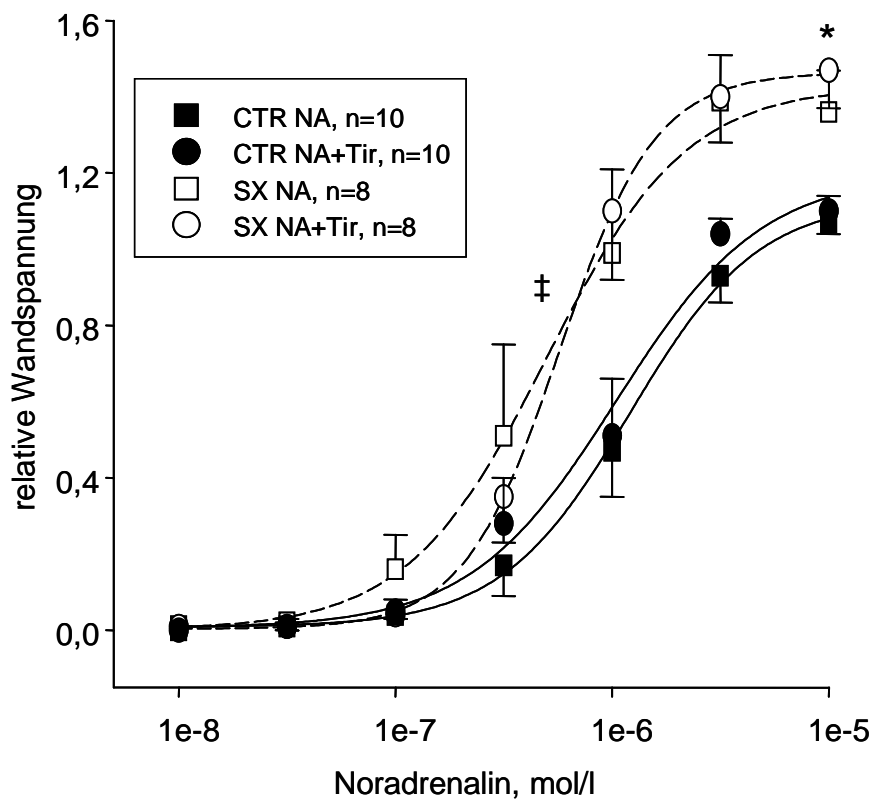 1,6
*
CTR NA, n=10
CTR NA+Tir, n=10
SX NA, n=8
SX NA+Tir, n=8
1,2
‡
0,8
0,4
0,0
relative Wandspannung
1e-8 1e-7 1e-6 1e-5
Noradrenalin, mol/l